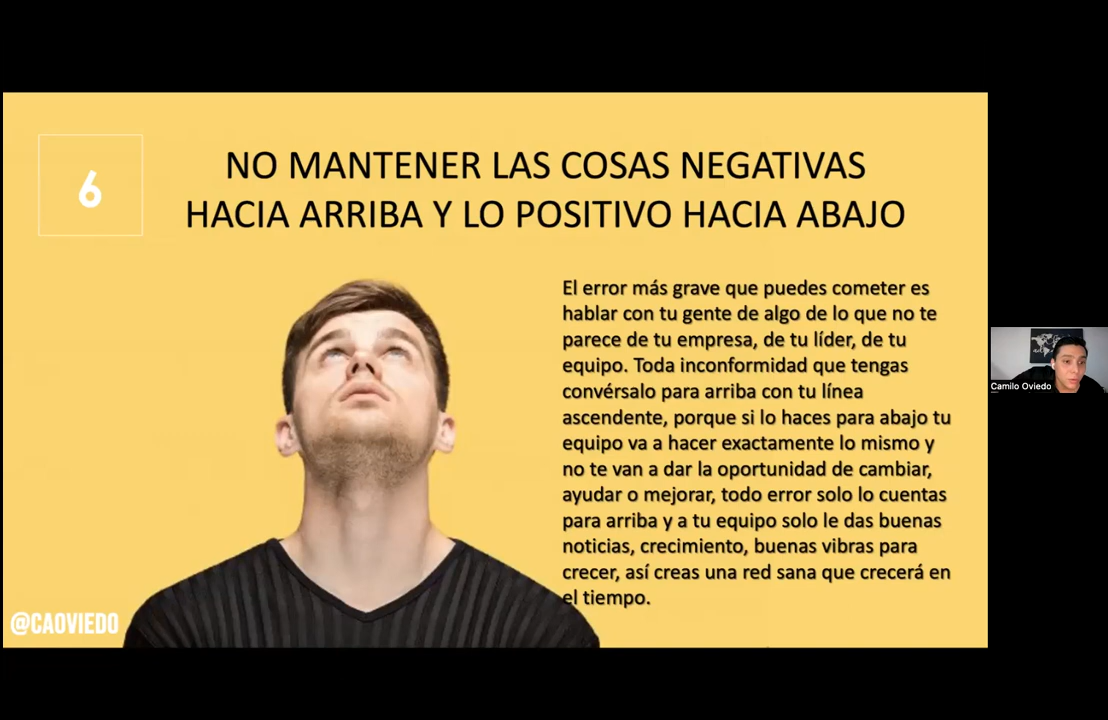 6
NO MANTENER LAS COSAS NEGATIVAS
HACIA ARRIBA Y LO POSITIVO HACIA ABAJO
El error más grave que puedes cometer es
hablar con tu gente de algo de lo que no te
parece de tu empresa, de tu líder, de tu
equipo. Toda inconformidad que tengas
convérsalo para arriba con tu línea
ascendente, porque si lo haces para abajo tu
equipo va a hacer exactamente lo mismo y
no te van a dar la oportunidad de cambiar,
ayudar o mejorar, todo error solo lo cuentas
para arriba y a tu equipo solo le das buenas
noticias, crecimiento, buenas vibras para
crecer, así creas una red sana que crecerá en
el tiempo.
@CAOVIEDO
Camilo Oviedo